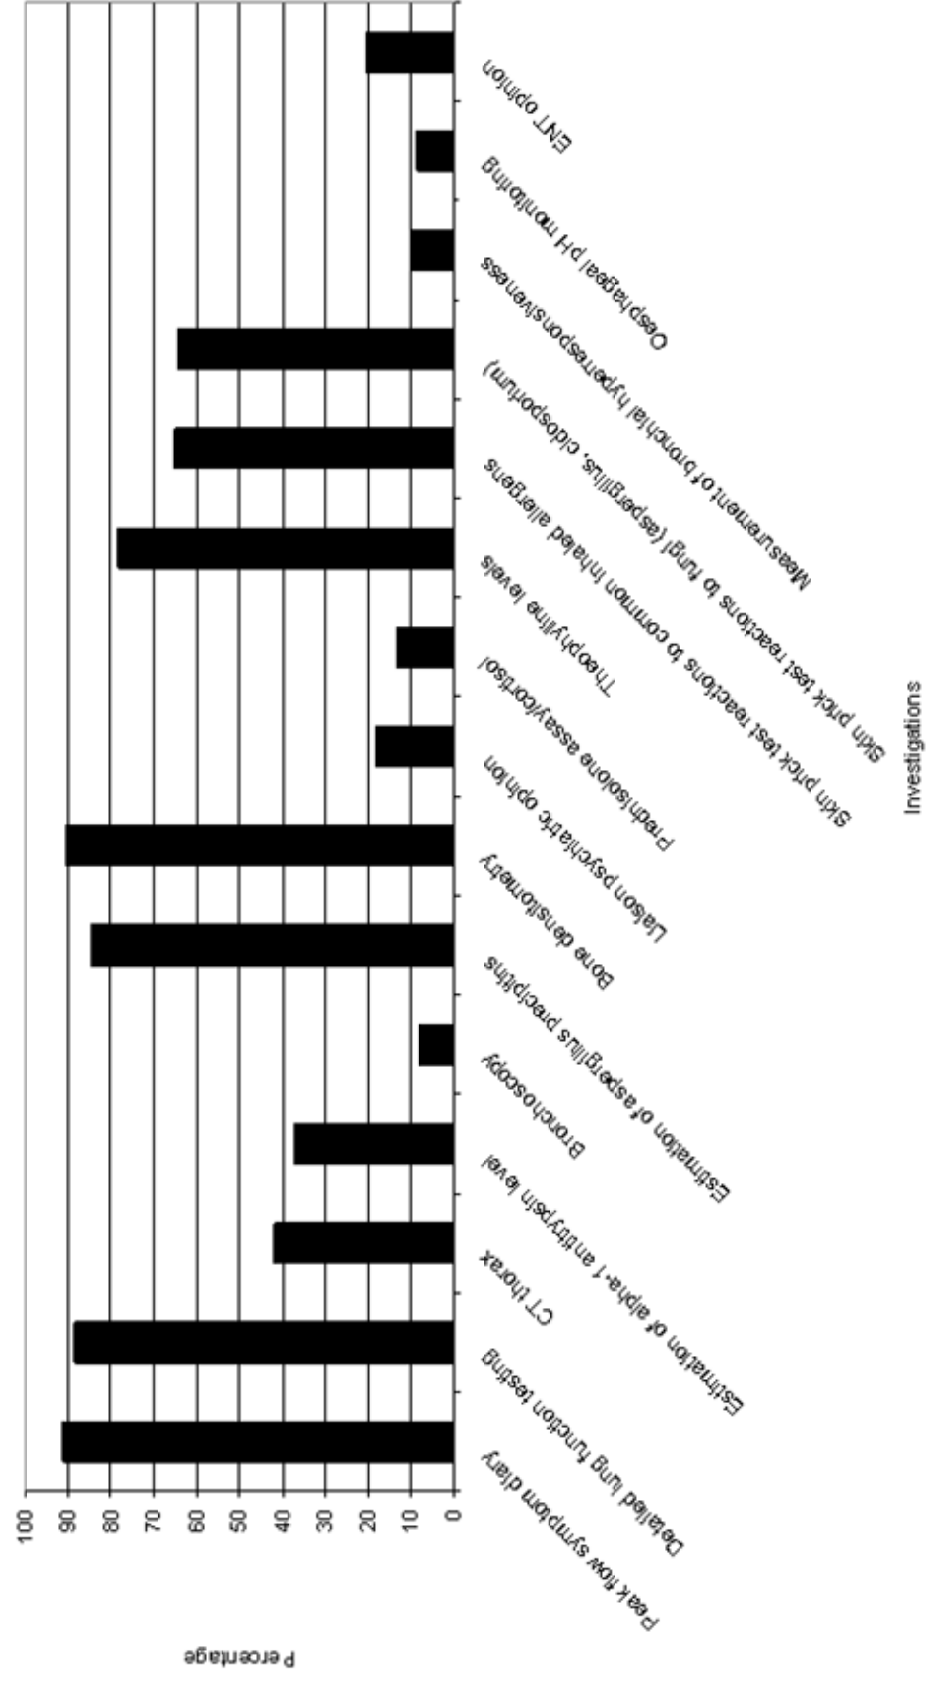 Percentage
100
90
80
70
60
50
40
30
20
10
0
Peak flow symptom diary
Detailed lung function testing
CT thorax
Estimation of alpha-1 antitrypsin level
Bronchoscopy
Estimation of aspergillus precipitins
Bone densitometry
Liaison psychiatric opinion
Prednisolone assay/cortisol
Theophylline levels
Skin prick test reactions to common inhaled allergens
Skin prick test reactions to fungi (aspergillus, cldosporium)
Measurement of bronchial hyperresponsiveness
Oesphageal pH monitoring
ENT opinion
Investigations